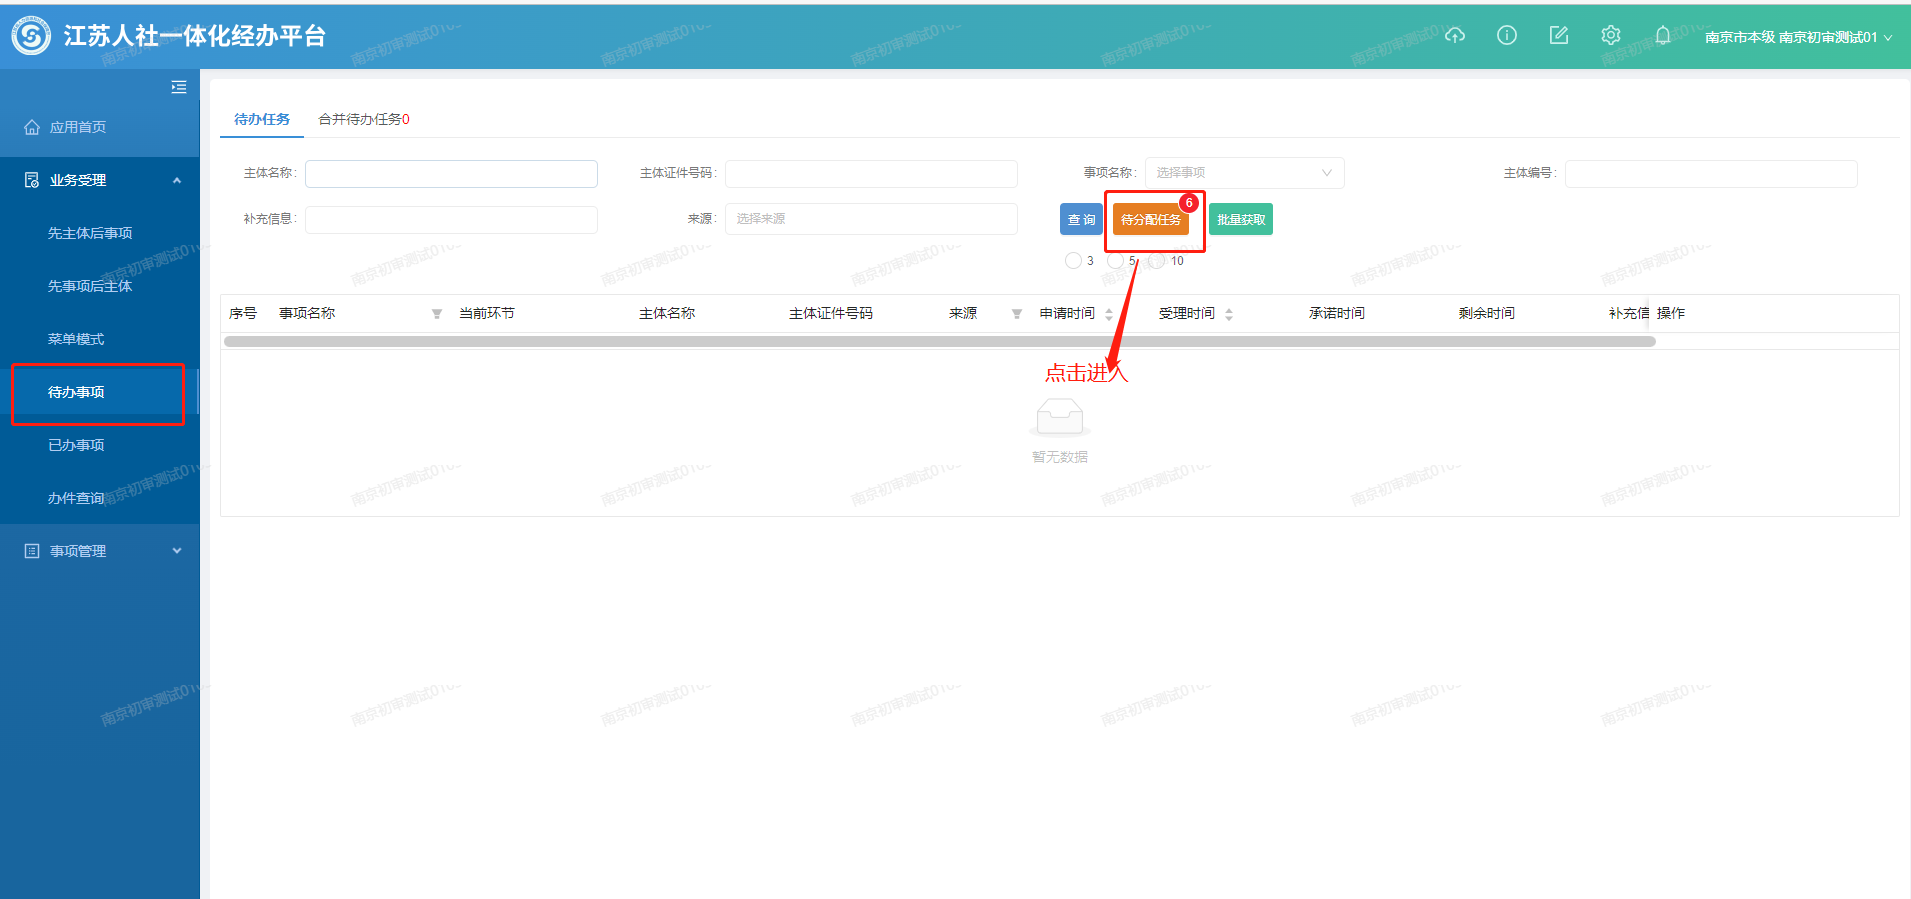 江苏人社一体化经办平台
南京市本级 南京初审测试01
应用首页
业务受理
先主体后事项
先事项后主体
菜单模式
待办事项
已办事项
办件查询
事项管理
待办任务 合并待办任务0
主体名称: 主体证件号码: 事项名称: 选择事项 主体编号:
补充信息: 来源: 选择来源 查 询 待分配任务 6 批量获取
3 5 10
序号 事项名称 当前环节 主体名称 主体证件号码 来源 申请时间 受理时间 承诺时间 剩余时间 补充信 操作
点击进入
暂无数据